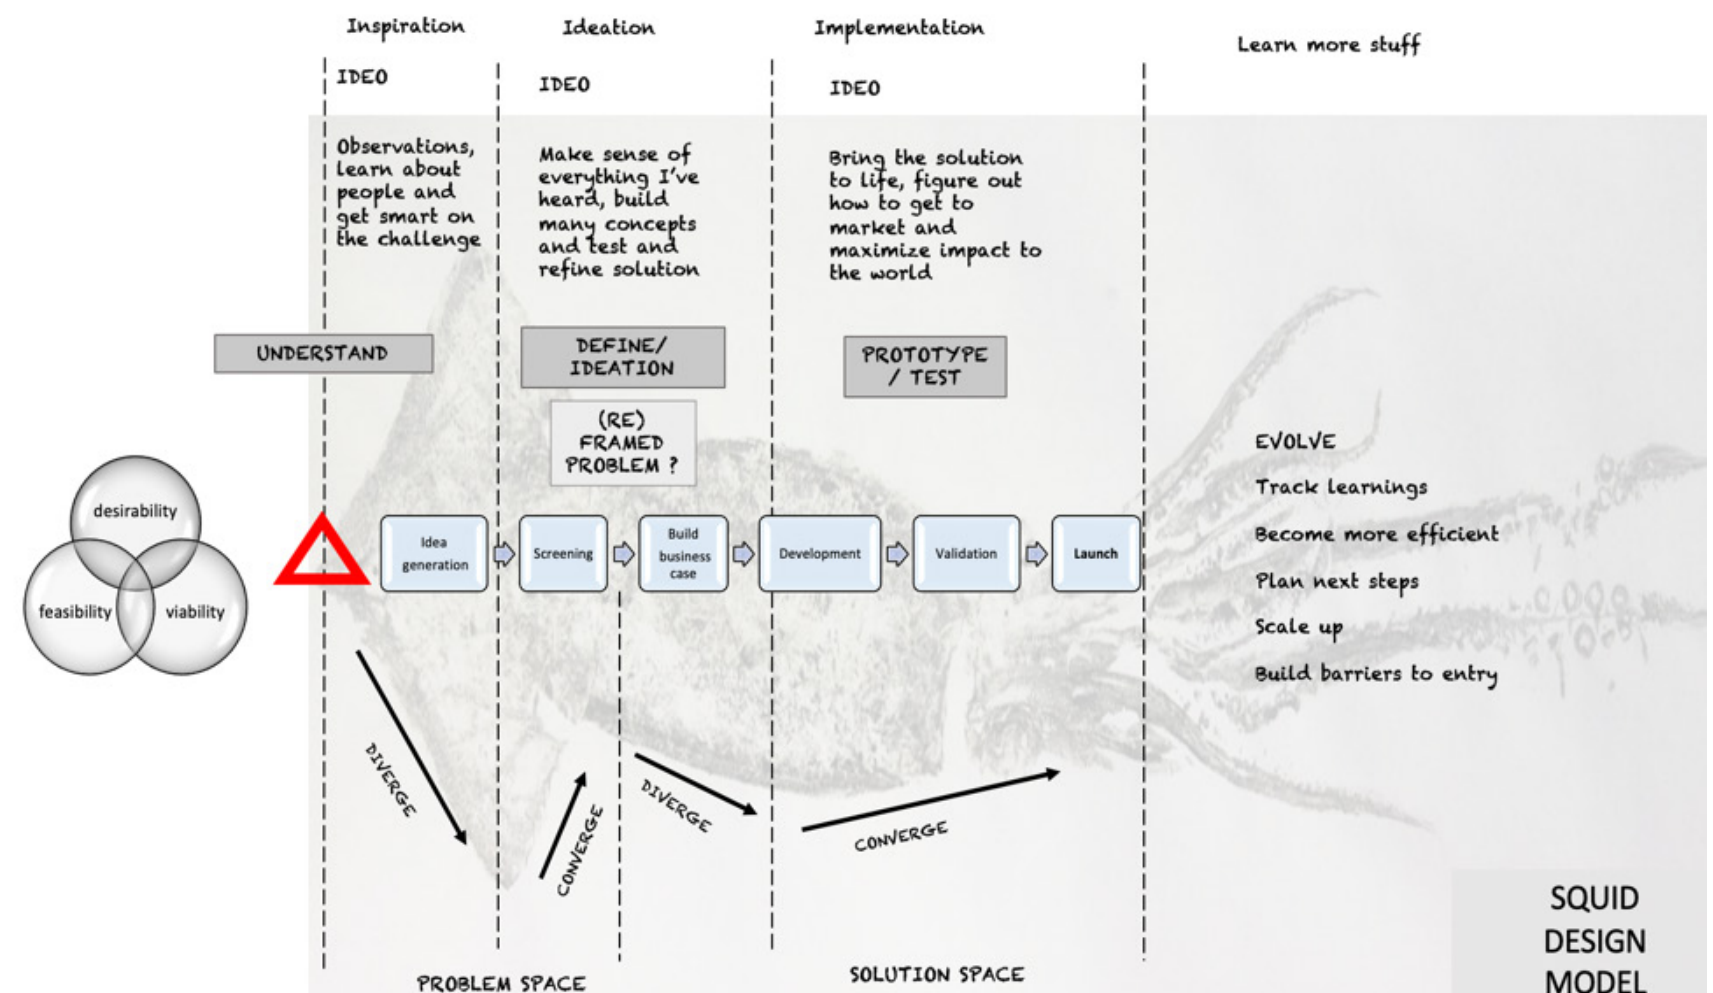 Inspiration
Ideation
Implementation
Learn more stuff
IDEO
IDEO
IDEO
Observations,
learn about
people and
get smart on
the challenge
Make sense of
everything I've
heard, build
many concepts
and test and
refine solution
Bring the solution
to life, figure out
how to get to
market and
maximize impact to
the world
UNDERSTAND
DEFINE/
IDEATION
PROTOTYPE
/ TEST
(RE)
FRAMED
PROBLEM ?
desirability
feasibility
viability
Idea
generation
Screening
Build
business
case
Development
Validation
Launch
EVOLVE
Track learnings
Become more efficient
Plan next steps
Scale up
Build barriers to entry
DIVERGE
CONVERGE
DIVERGE
CONVERGE
PROBLEM SPACE
SOLUTION SPACE
SQUID
DESIGN
MODEL